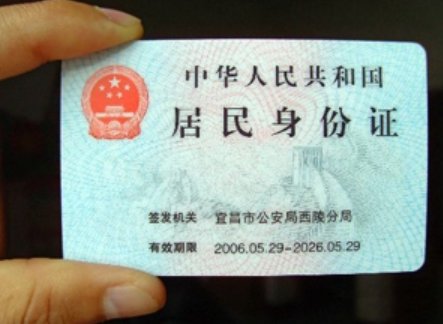 中华人民共和国
居民身份证
签发机关 宜昌市公安局西陵分局
有效期限 2006.05.29-2026.05.29